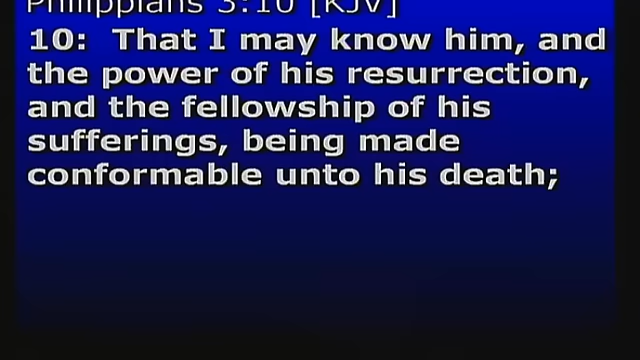 Philippians 3:10 [KJV]
10: That I may know him, and
the power of his resurrection,
and the fellowship of his
sufferings, being made
conformable unto his death;